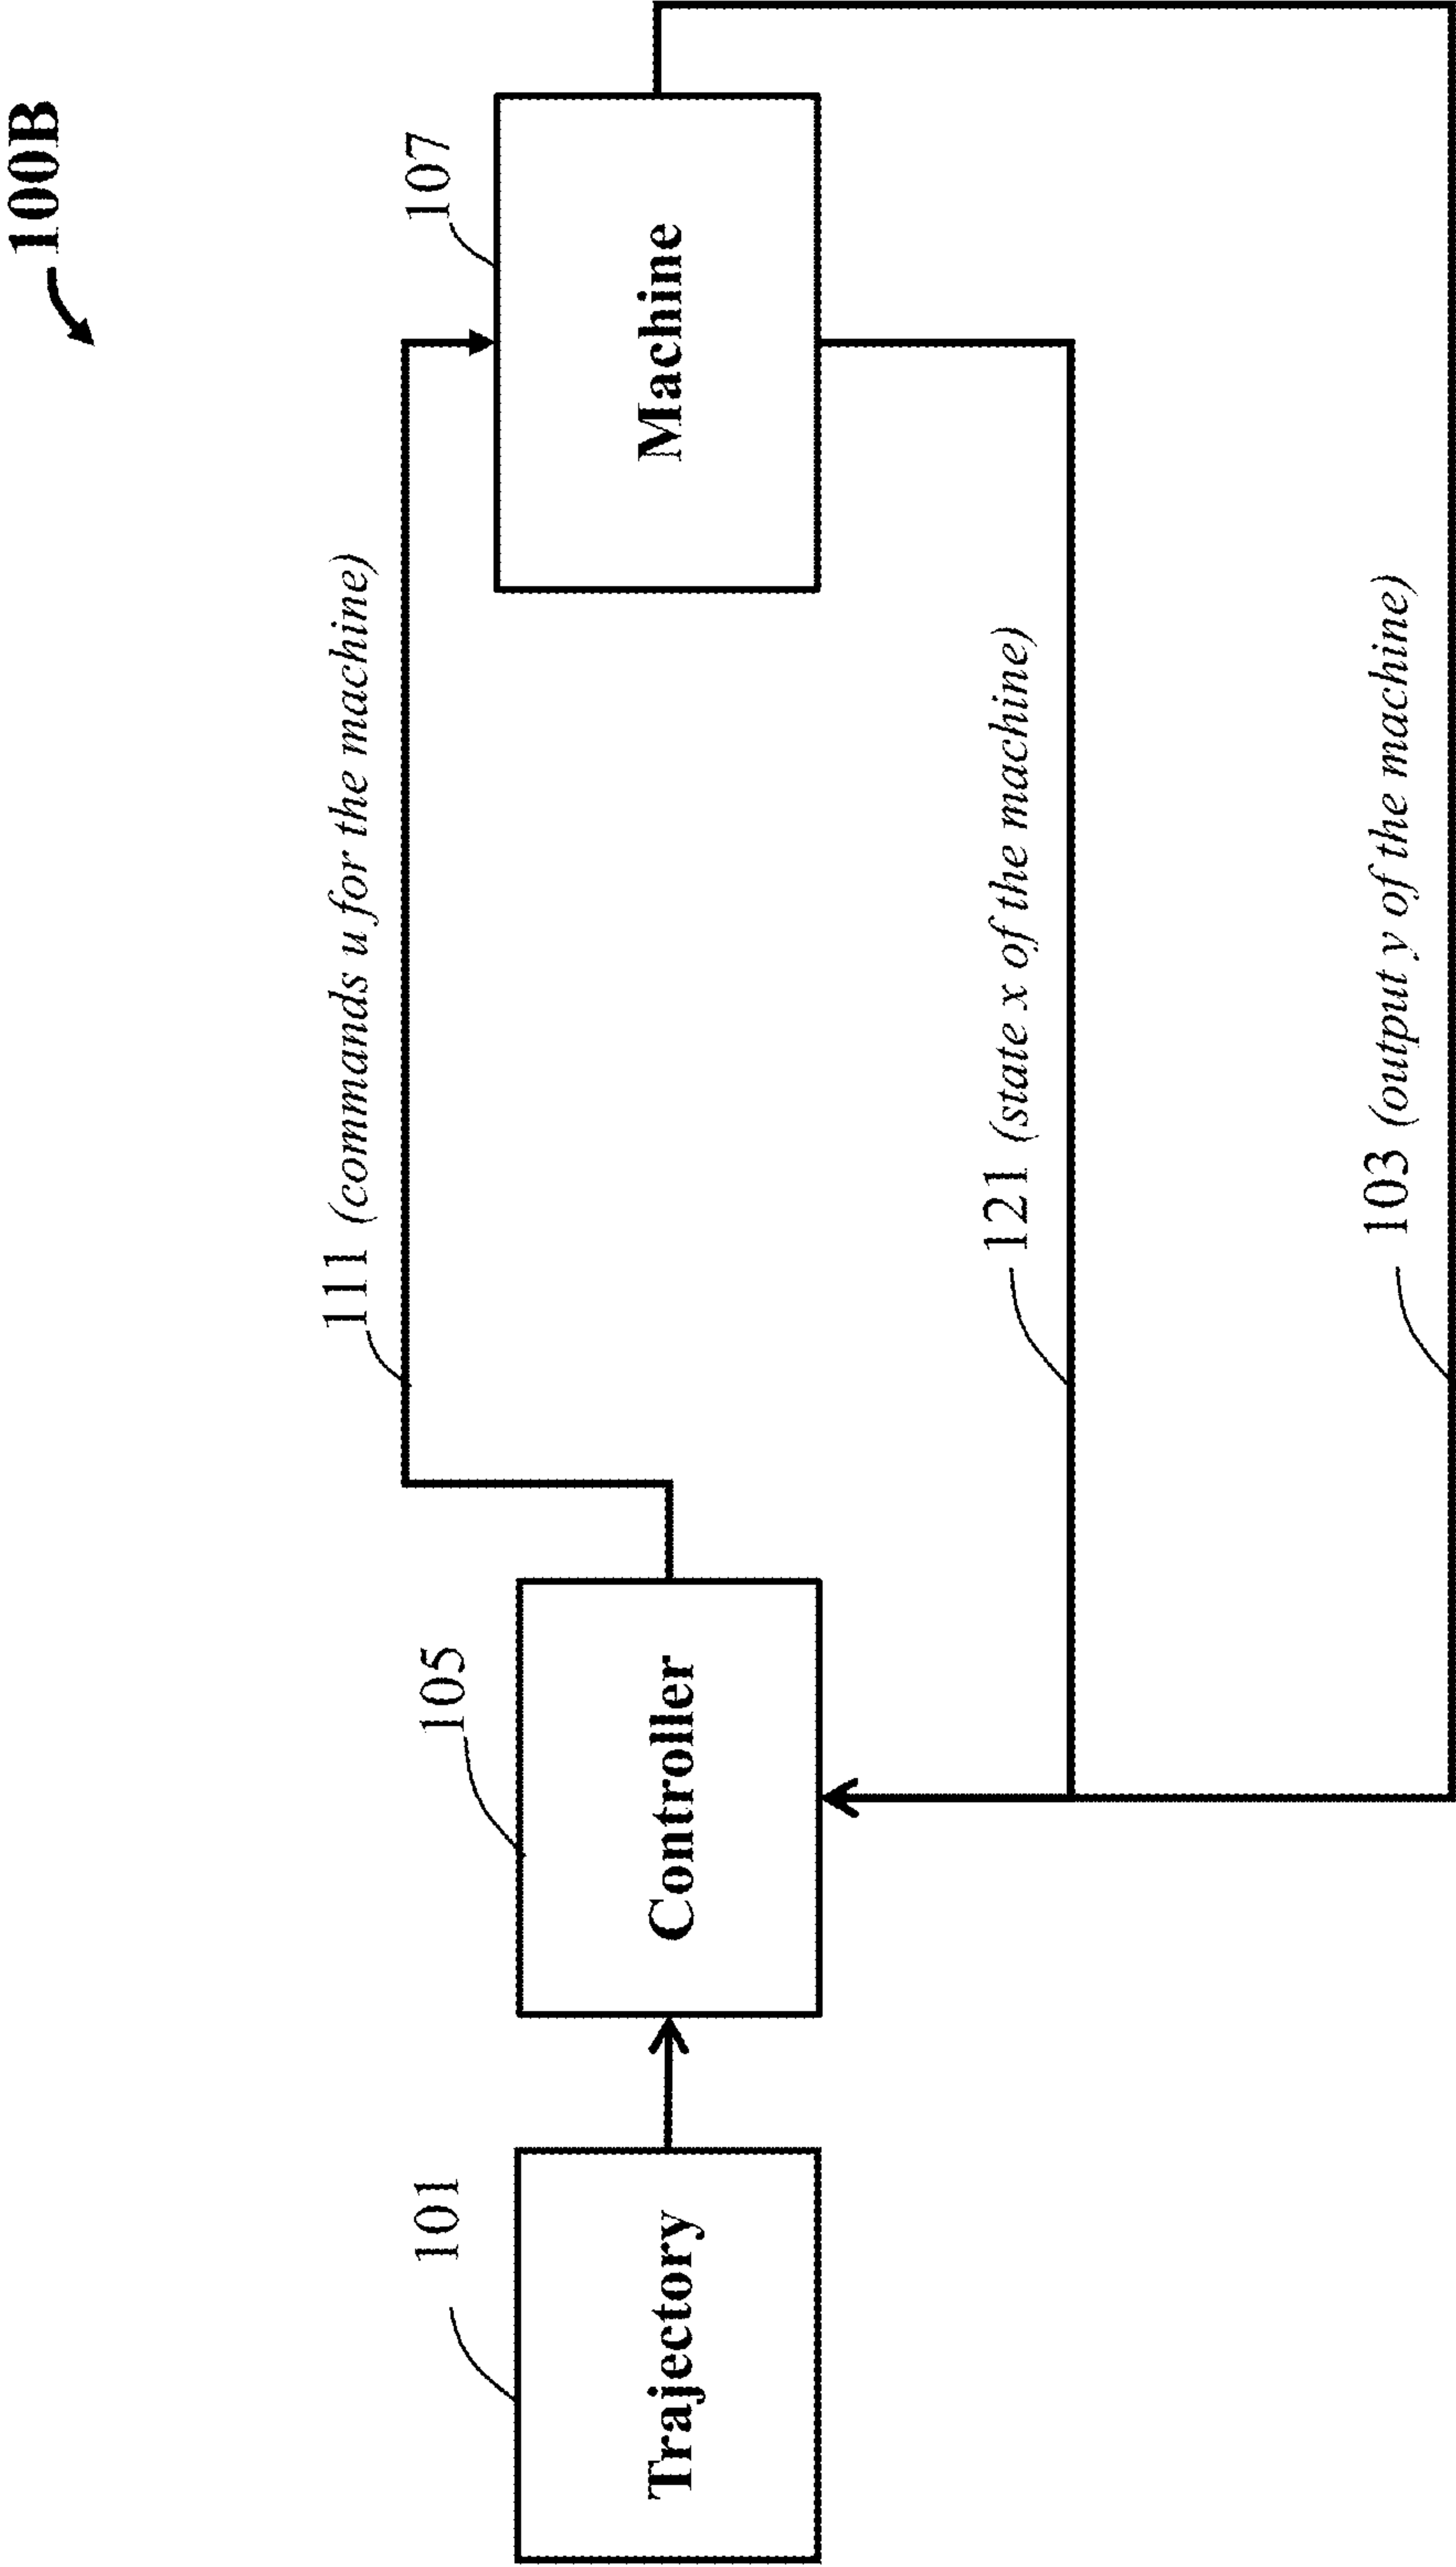 100B
111 (commands u for the machine)
101
105
107
Trajectory
Controller
Machine
121 (state x of the machine)
103 (output y of the machine)